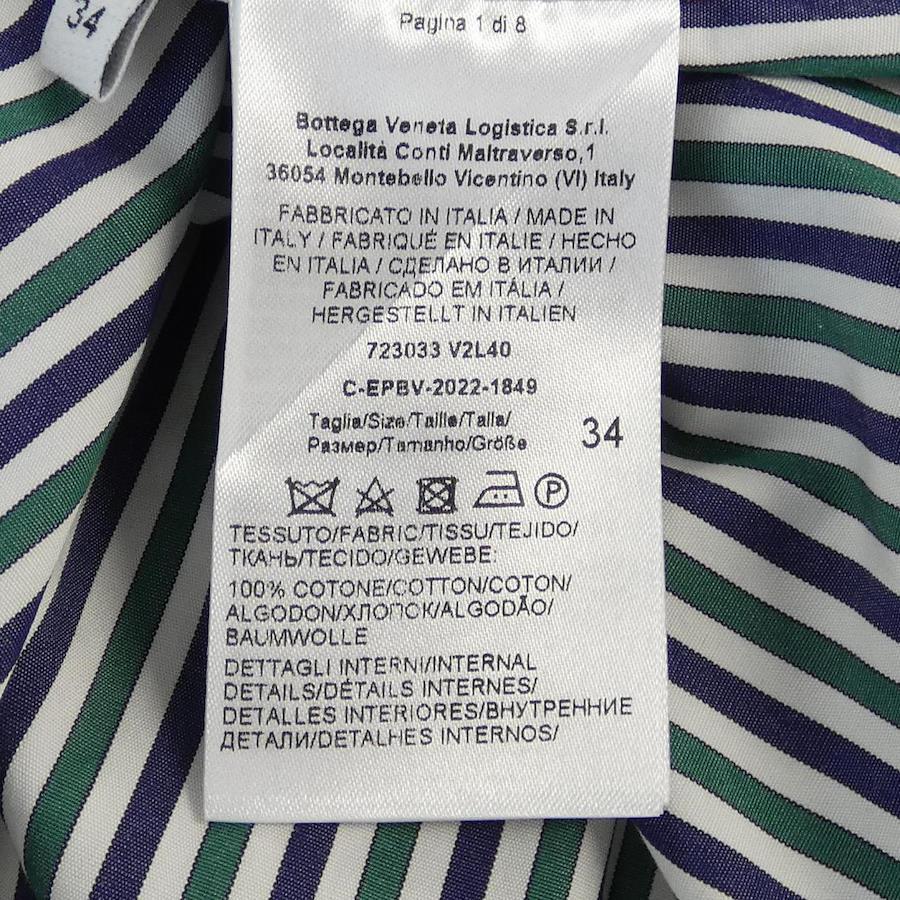 34
Pagina 1 di 8
Bottega Veneta Logistica S.r.l.
Località Conti Maltraverso,1
36054 Montebello Vicentino (VI) Italy
FABBRICATO IN ITALIA / MADE IN
ITALY / FABRIQUÉ EN ITALIE / HECHO
EN ITALIA / СДЕЛАНО В ИТАЛИИ /
FABRICADO EM ITÁLIA /
HERGESTELLT IN ITALIEN
723033 V2L40
C-EPBV-2022-1849
Taglia/Size/Taille/Talla/
Размер/Tamanho/Größe 34
P
TESSUTO/FABRIC/TISSU/TEJIDO/
ТКАНЬ/TECIDO/GEWEBE:
100% COTONE/COTTON/COTON/
ALGODON/ХЛОПОК/ALGODÃO/
BAUMWOLLE
DETTAGLI INTERNI/INTERNAL
DETAILS/DÉTAILS INTERNES/
DETALLES INTERIORES/ВНУТРЕННИЕ
ДЕТАЛИ/DETALHES INTERNOS/